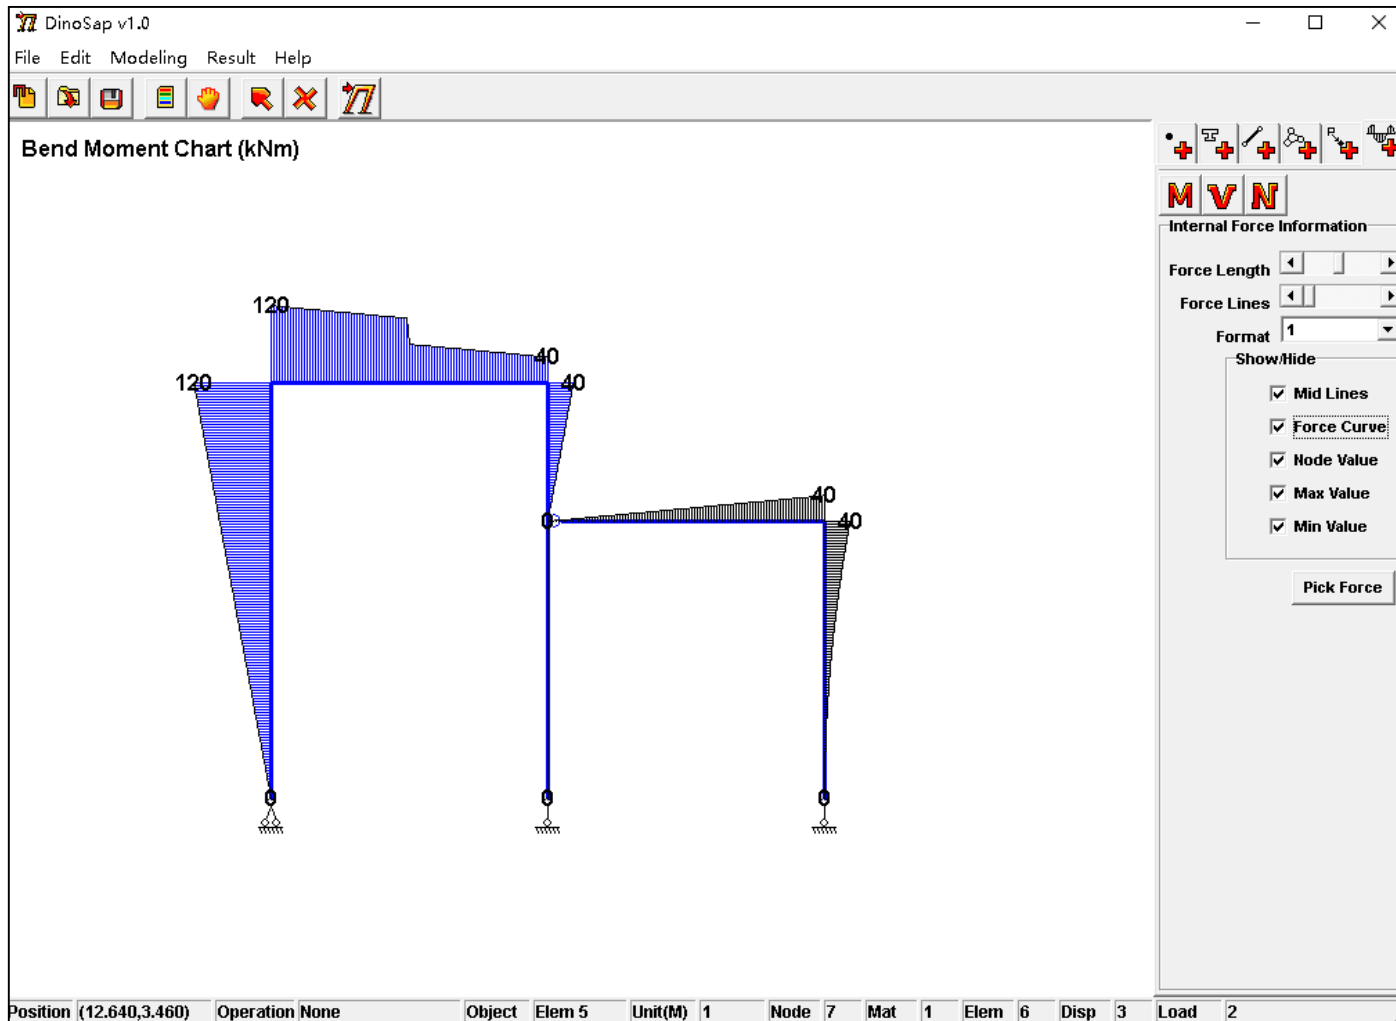 DinoSap v1.0
File Edit Modeling Result Help
Bend Moment Chart (kNm)
M V N
Internal Force Information
Force Length
Force Lines
Format 1
Show/Hide
Mid Lines
Force Curve
Node Value
Max Value
Min Value
Pick Force
120
40
120 40
40
0 40
0 0 0
Position (12.640,3.460) Operation None Object Elem 5 Unit(M) 1 Node 7 Mat 1 Elem 6 Disp 3 Load 2